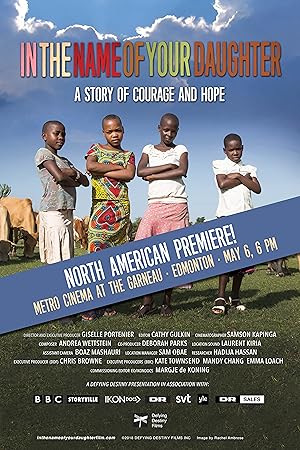 IN THE NAME OF YOUR DAUGHTER
A STORY OF COURAGE AND HOPE
NORTH AMERICAN PREMIERE!
METRO CINEMA AT THE GARNEAU · EDMONTON · MAY 6, 6 PM
DIRECTOR AND EXECUTIVE PRODUCER GISELLE PORTENIER EDITOR CATHY GULKIN CINEMATOGRAPHER SAMSON KAPINGA
COMPOSER ANDREA WETTSTEIN CO-PRODUCER DEBORAH PARKS LOCATION SOUND LAURENT KIRIA
ASSISTANT CAMERA BOAZ MASHAURI LOCATION MANAGER SAM OBAE RESEARCHER HADIJA HASSAN
EXECUTIVE PRODUCER CHRIS BROWNE EXECUTIVE PRODUCERS (BBC) KATE TOWNSEND MANDY CHANG EMMA LOACH
COMMISSIONING EDITOR MARGJE de KONING
A DEFYING DESTINY PRESENTATION IN ASSOCIATION WITH:
BBC STORYVILLE IKONDOCS DR SVT yle DR SALES
Defying Destiny Films
inthenameofyourdaughterfilm.com ©2018 DEFYING DESTINY FILMS INC Image by Rachel Ambrose